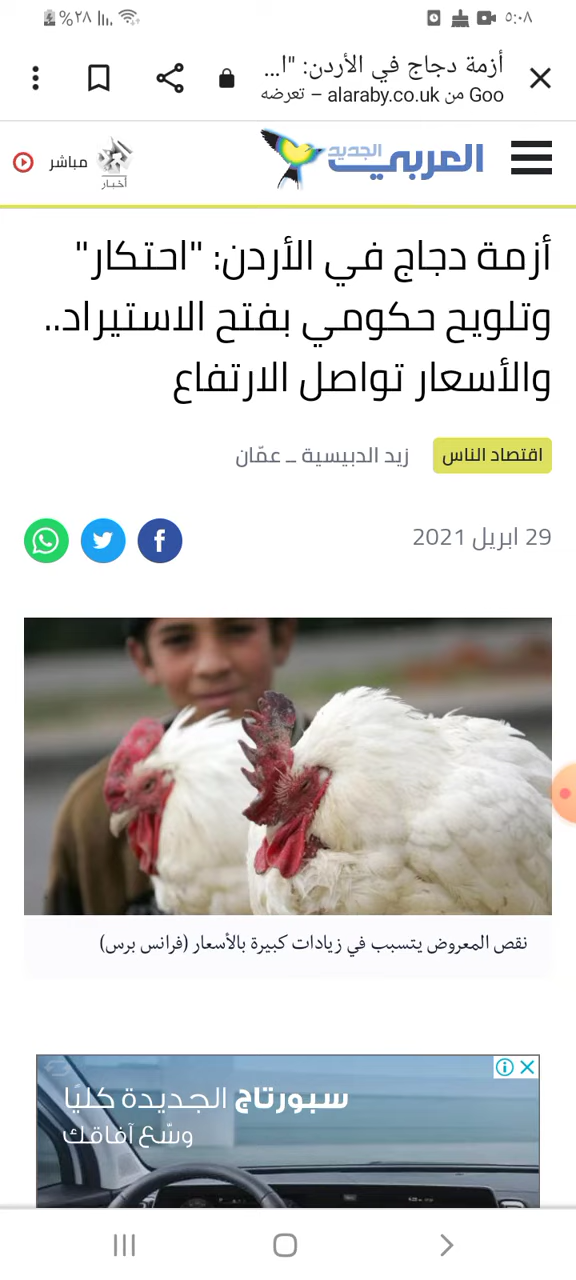 %٢٨
٥:٠٨
أزمة دجاج في الأردن: "ا...
Goo من alaraby.co.uk – تعرضه
العربي الجديد
أخبار
مباشر
أزمة دجاج في الأردن: "احتكار"
وتلويح حكومي بفتح الاستيراد..
والأسعار تواصل الارتفاع
اقتصاد الناس
زيد الدبيسية ــ عمّان
29 ابريل 2021
نقص المعروض يتسبب في زيادات كبيرة بالأسعار (فرانس برس)
سبورتاج الجديدة كليًا
وسّع آفاقك